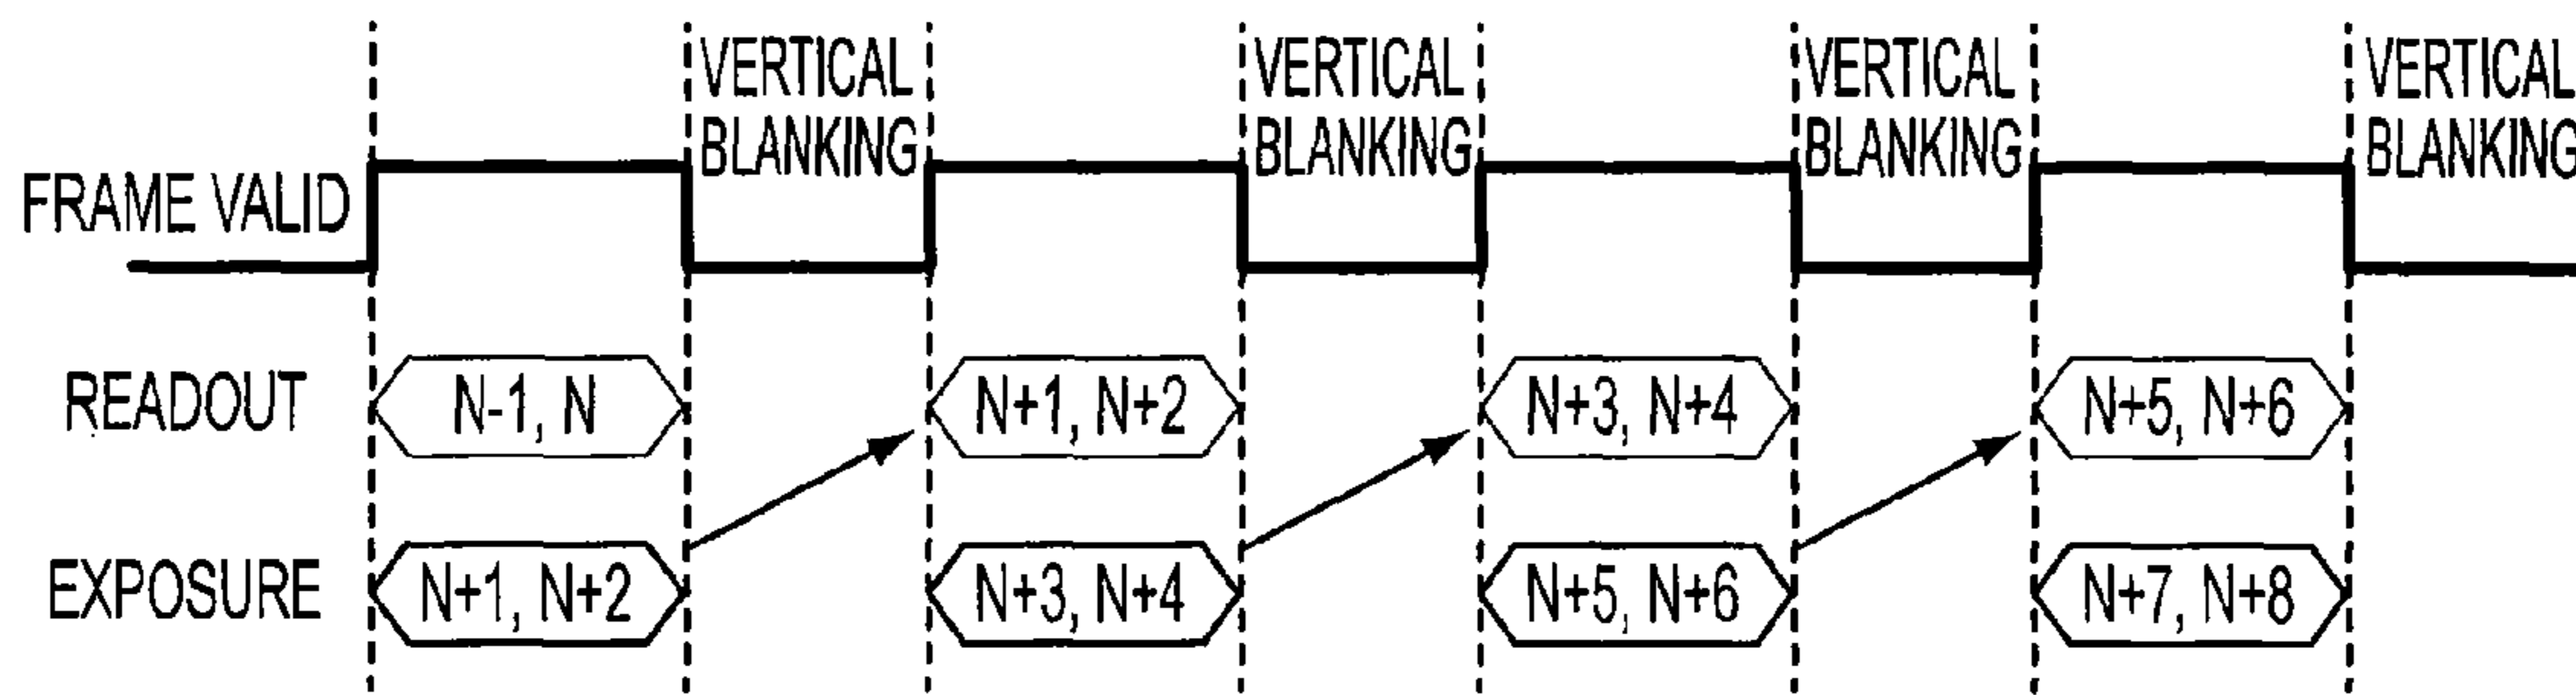 VERTICAL
BLANKING
VERTICAL
BLANKING
VERTICAL
BLANKING
VERTICAL
BLANKING
FRAME VALID
READOUT
N-1, N
N+1, N+2
N+3, N+4
N+5, N+6
EXPOSURE
N+1, N+2
N+3, N+4
N+5, N+6
N+7, N+8